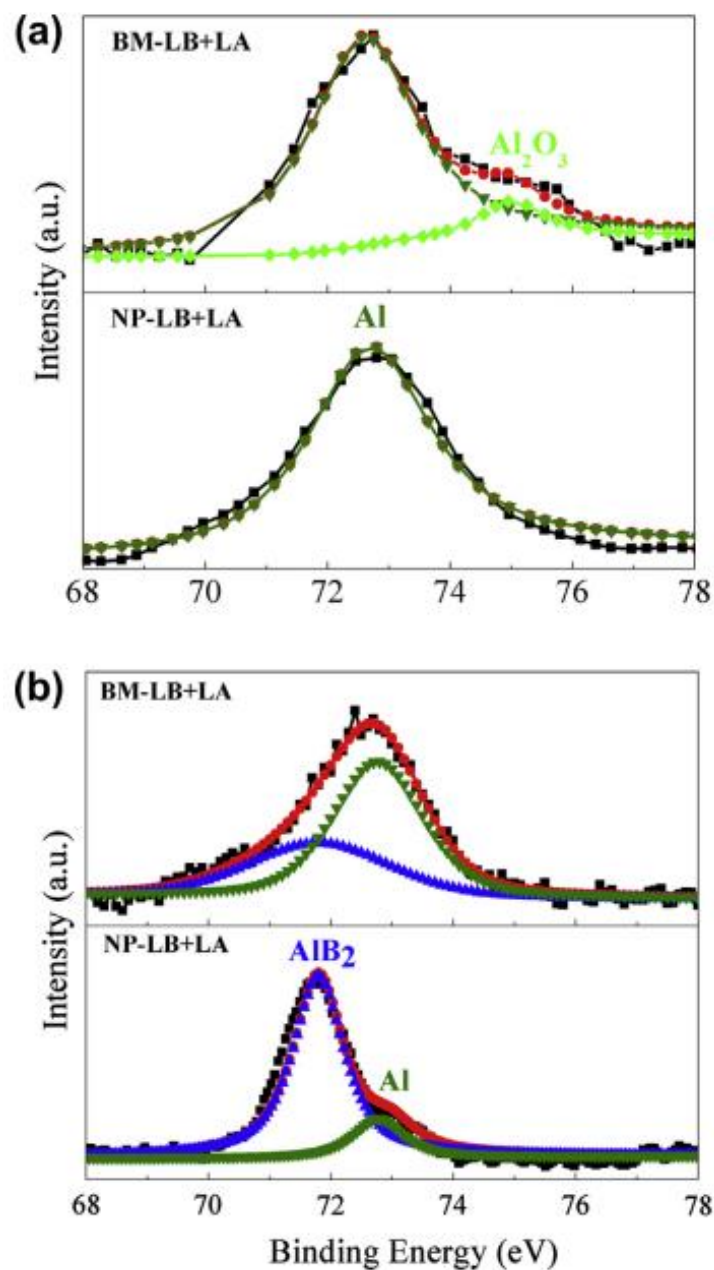 (a)
BM-LB+LA
Al₂O₃
NP-LB+LA
Al
Intensity (a.u.)
68 70 72 74 76 78
(b)
BM-LB+LA
NP-LB+LA
AlB2
Al
Intensity (a.u.)
68 70 72 74 76 78
Binding Energy (eV)